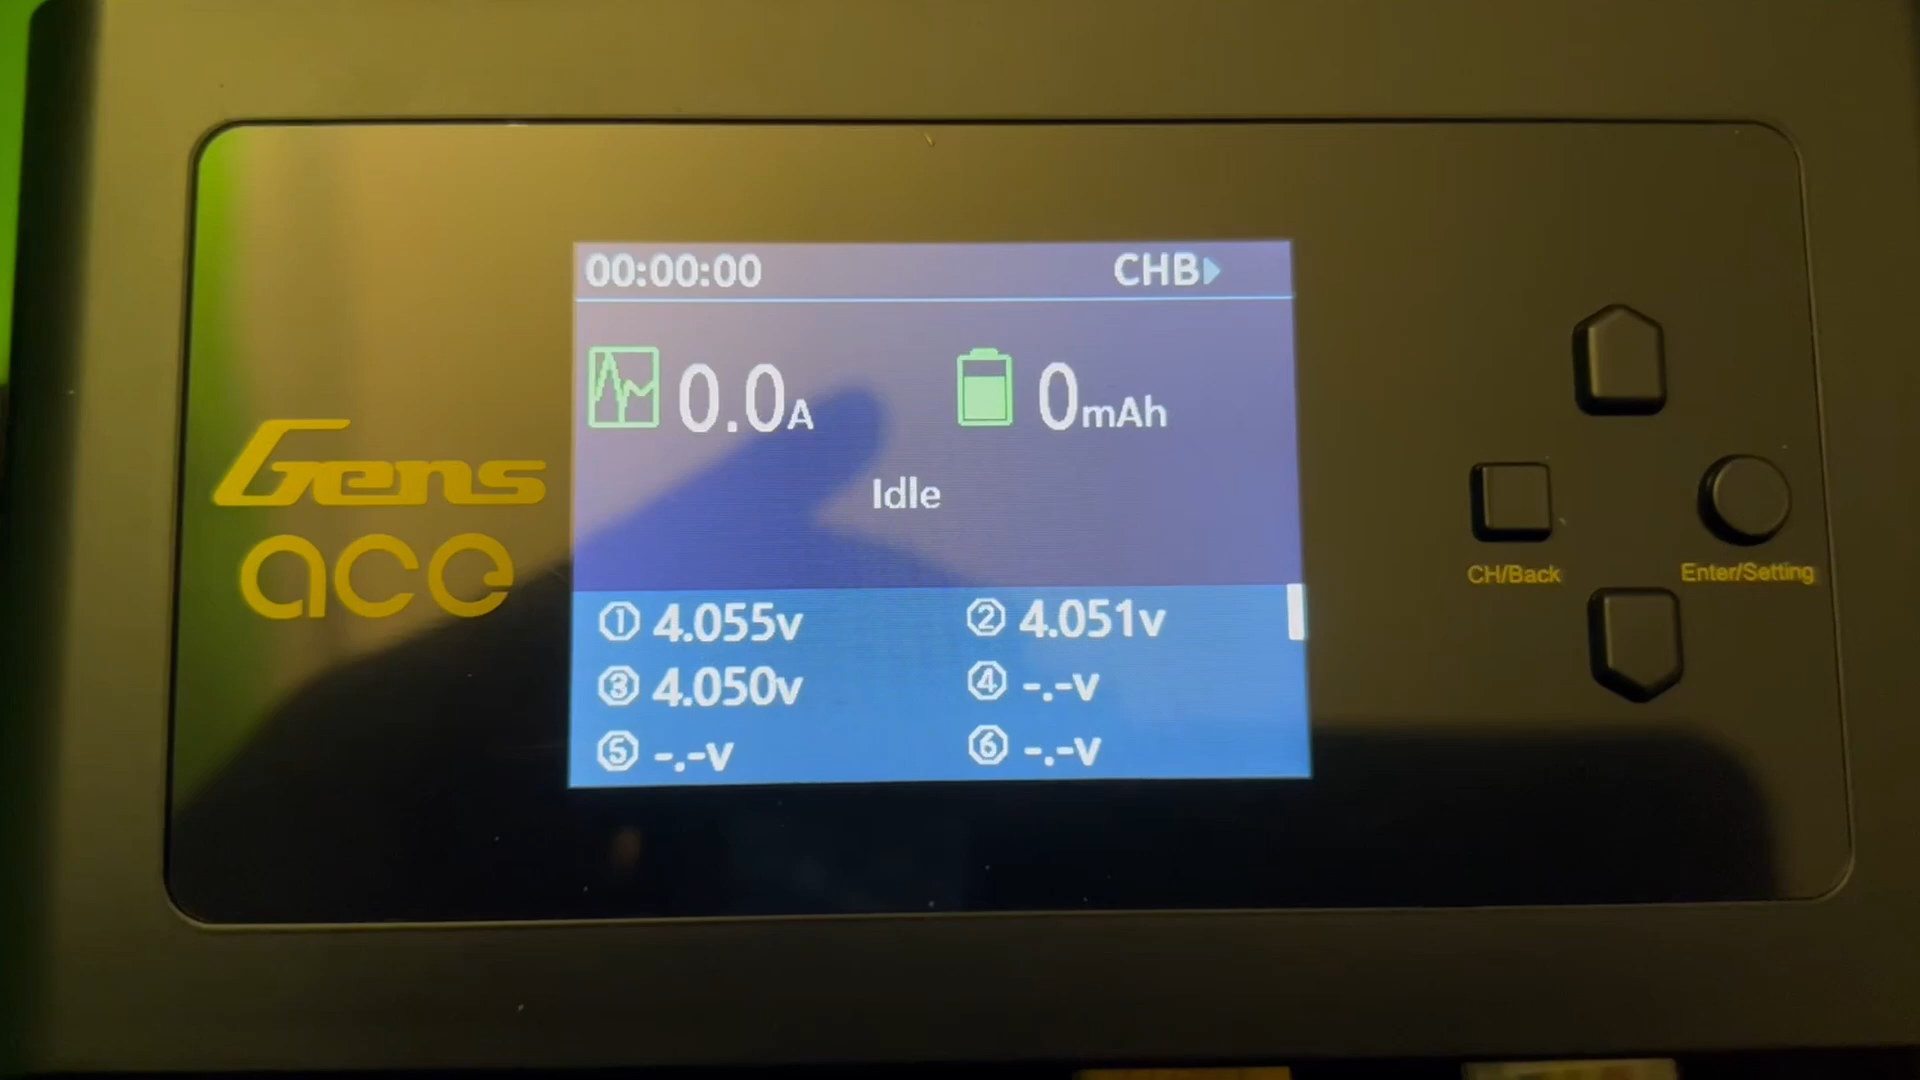 00:00:00 CHB
0.0A 0mAh
Idle
① 4.055v ② 4.051v
③ 4.050v ④ -.-v
⑤ -.-v ⑥ -.-v
Gens
ace
CH/Back
Enter/Setting